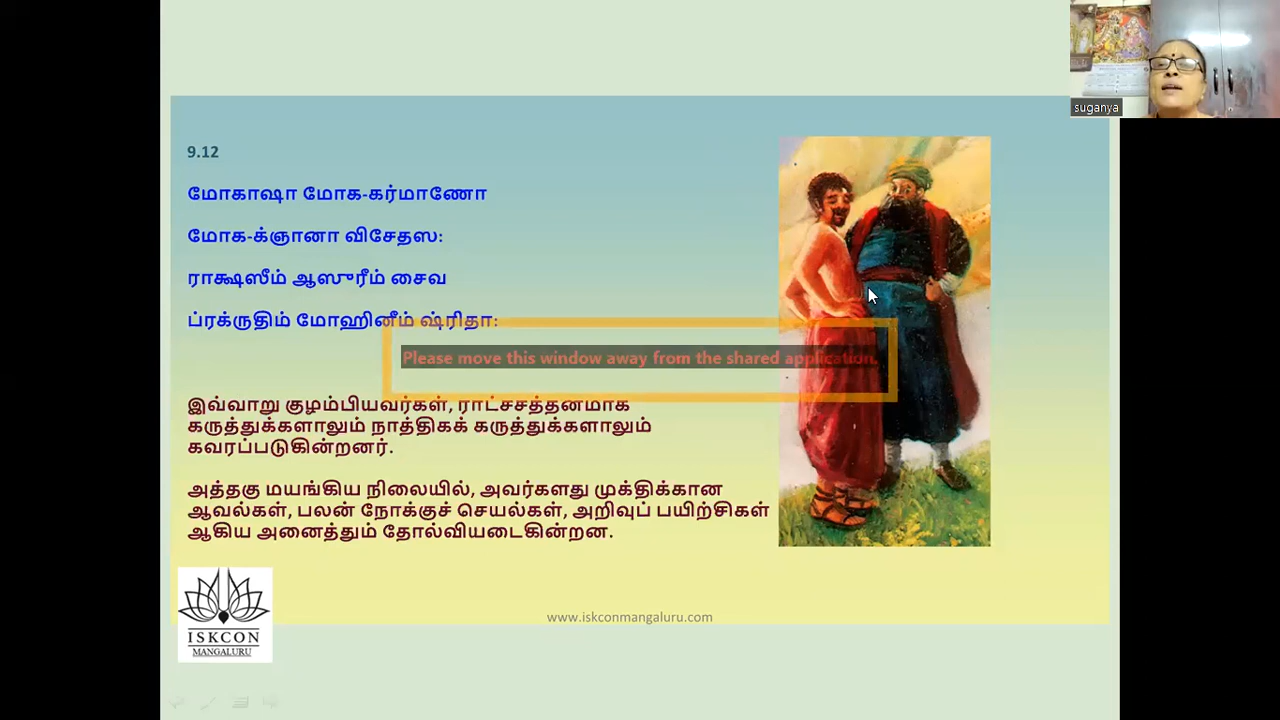 suganya
9.12
மோகாஷா மோக-கர்மாணோ
மோக-க்ஞானா விசேதஸ:
ராக்ஷஸீம் ஆஸுரீம் சைவ
ப்ரக்ருதிம் மோஹினீம் ஷ்ரிதா:
Please move this window away from the shared application.
இவ்வாறு குழம்பியவர்கள், ராட்சசத்தனமாக
கருத்துக்களாலும் நாத்திகக் கருத்துக்களாலும்
கவரப்படுகின்றனர்.
அத்தகு மயங்கிய நிலையில், அவர்களது முக்திக்கான
ஆவல்கள், பலன் நோக்குச் செயல்கள், அறிவுப் பயிற்சிகள்
ஆகிய அனைத்தும் தோல்வியடைகின்றன.
www.iskconmangaluru.com
ISKCON
MANGALURU